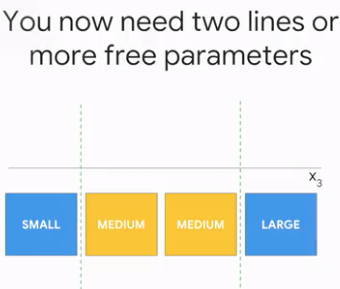 You now need two lines or
more free parameters
x3
SMALL MEDIUM MEDIUM LARGE